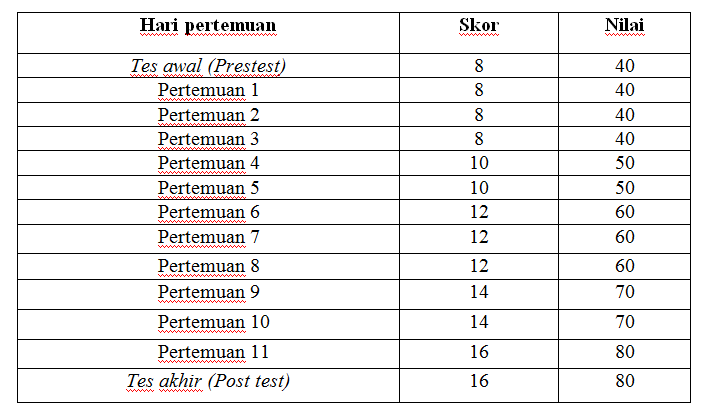 Hari pertemuan Skor Nilai
Tes awal (Prestest) 8 40
Pertemuan 1 8 40
Pertemuan 2 8 40
Pertemuan 3 8 40
Pertemuan 4 10 50
Pertemuan 5 10 50
Pertemuan 6 12 60
Pertemuan 7 12 60
Pertemuan 8 12 60
Pertemuan 9 14 70
Pertemuan 10 14 70
Pertemuan 11 16 80
Tes akhir (Post test) 16 80